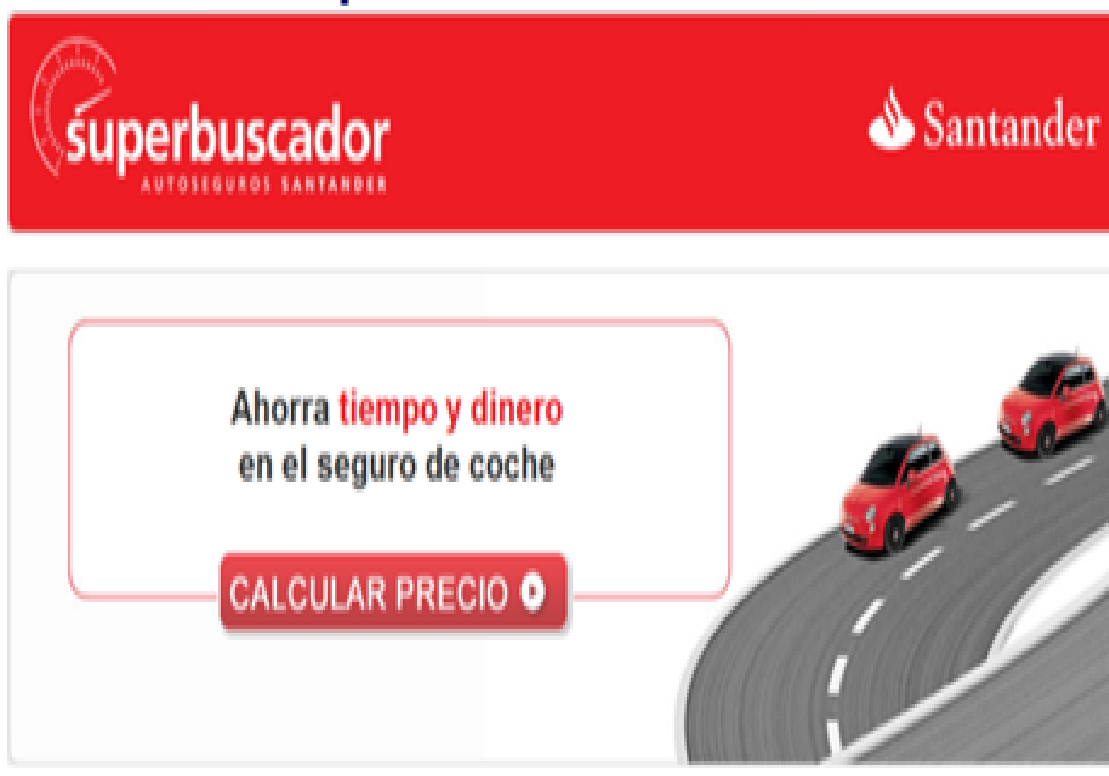 superbuscador
AUTOSEGUROS SANTANDER
Santander
Ahorra tiempo y dinero
en el seguro de coche
CALCULAR PRECIO